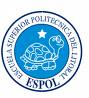 ESCUELA SUPERIOR POLITECNICA DEL LITORAL
ESPOL